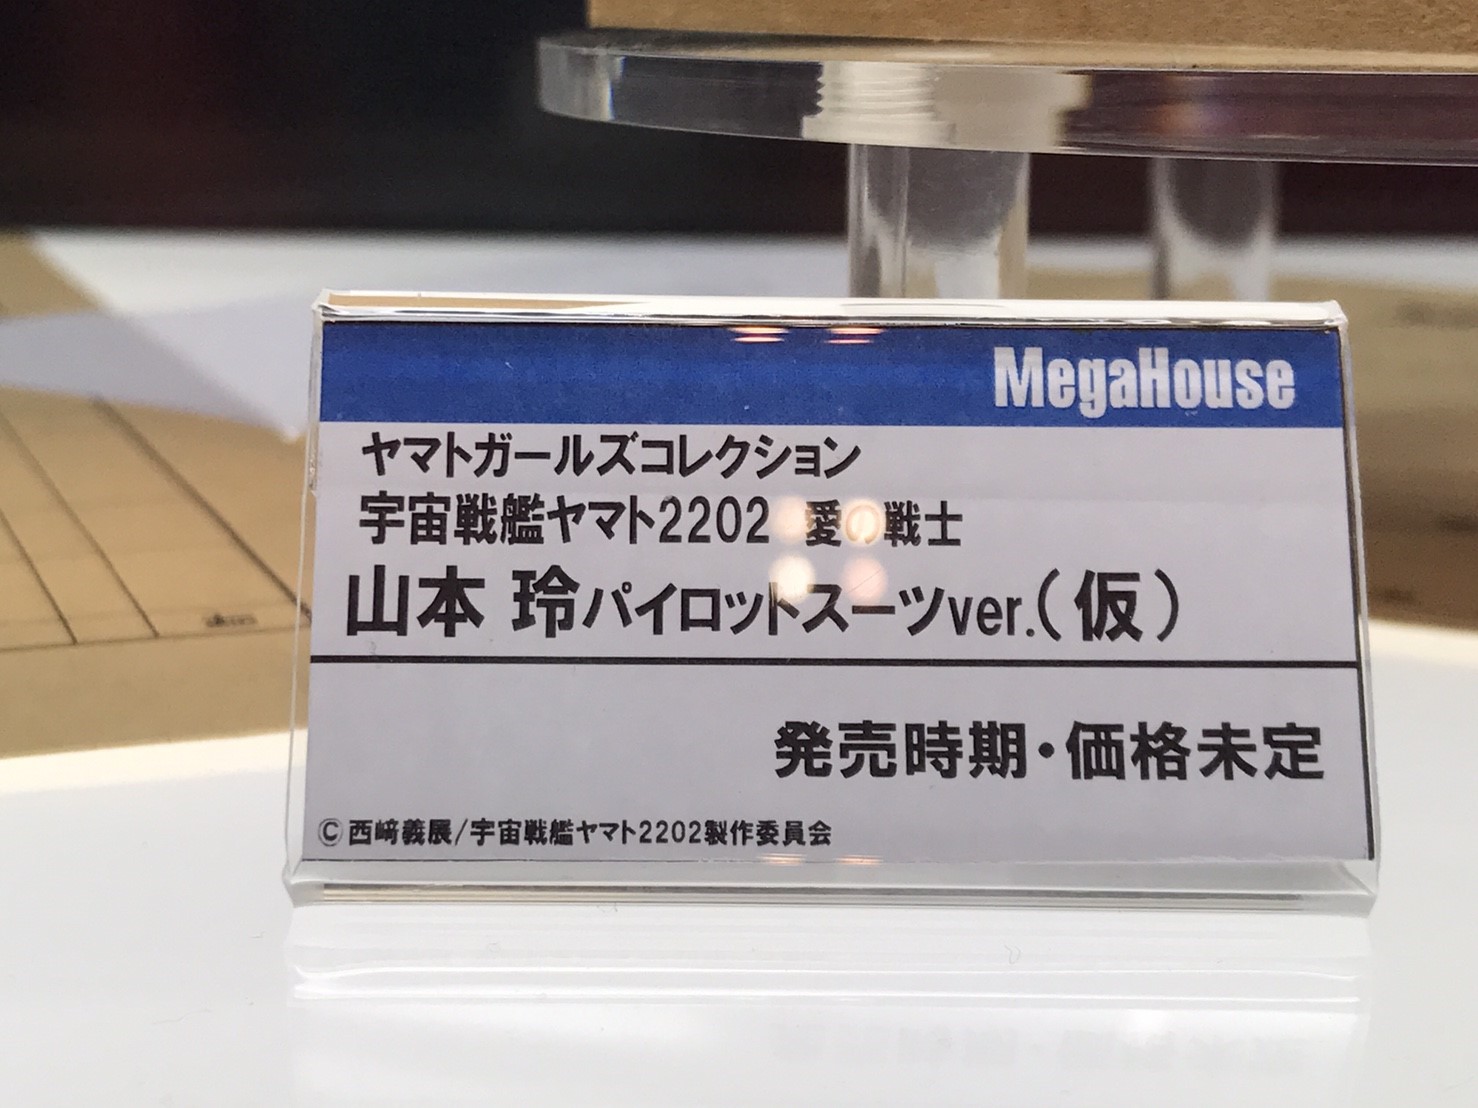 MegaHouse
ヤマトガールズコレクション
宇宙戦艦ヤマト2202 愛の戦士
山本 玲パイロットスーツver.(仮)
発売時期・価格未定
©西﨑義展/宇宙戦艦ヤマト2202製作委員会